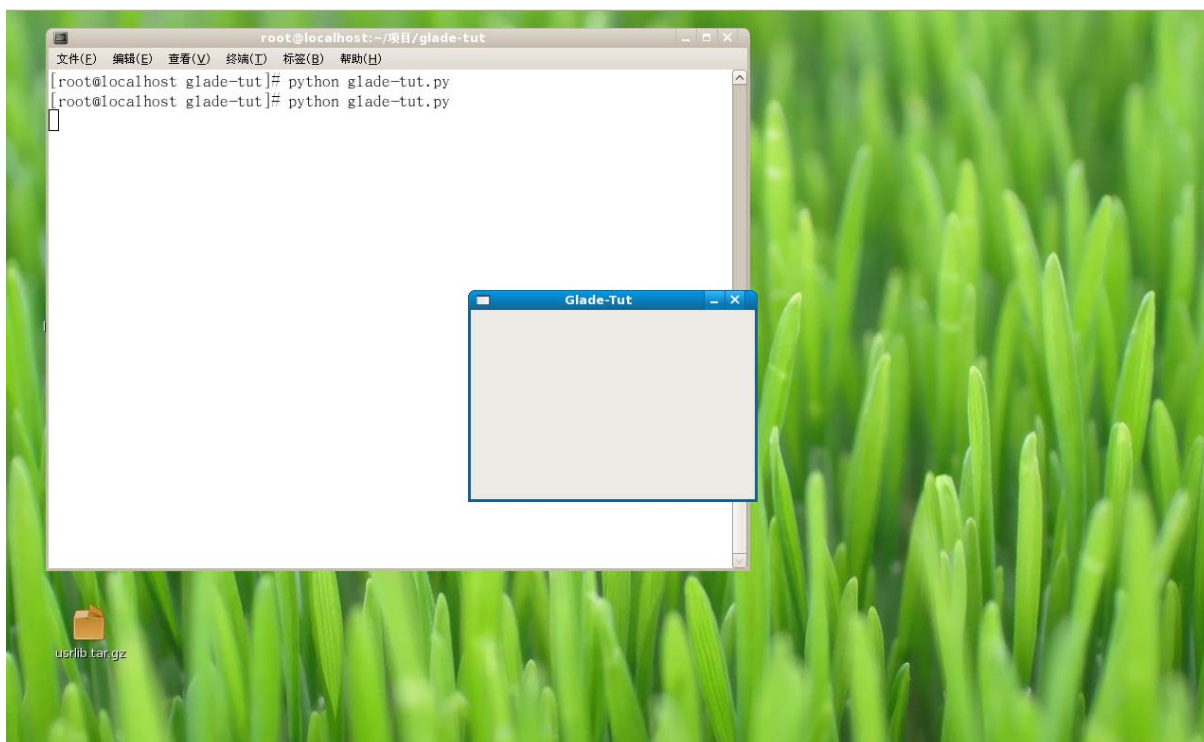 root@localhost:~/项目/glade-tut
文件(F) 编辑(E) 查看(V) 终端(T) 标签(B) 帮助(H)
[root@localhost glade-tut]# python glade-tut.py
[root@localhost glade-tut]# python glade-tut.py
Glade-Tut
usrlib.tar.gz